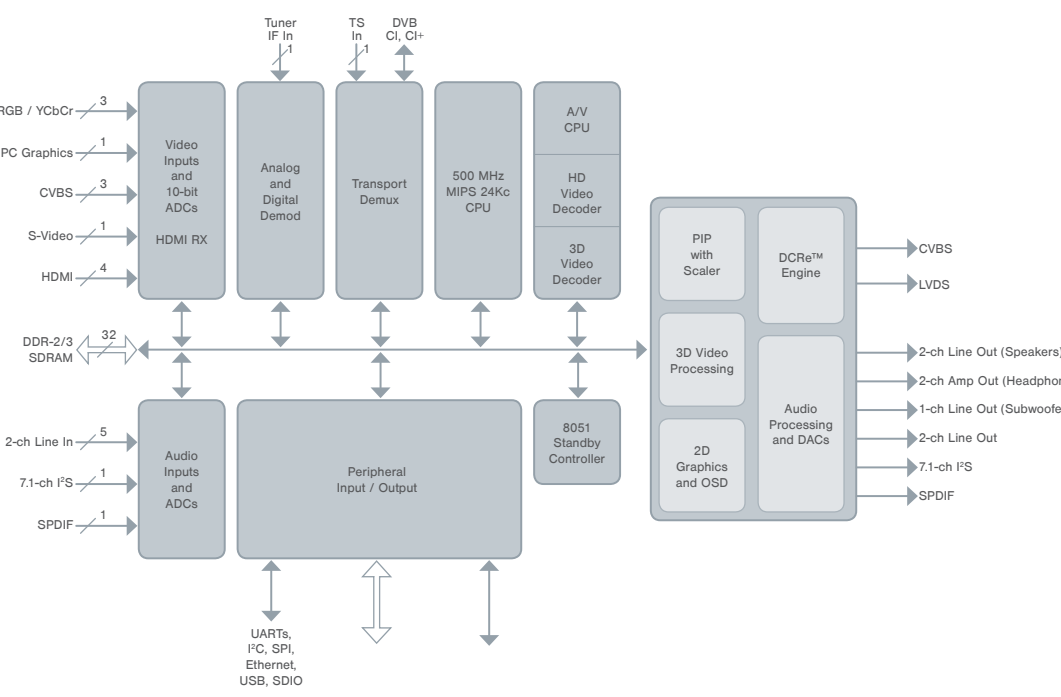 Tuner
IF In
1
TS
In
1
DVB
CI, CI+
RGB / YCbCr
3
PC Graphics
1
CVBS
3
S-Video
1
HDMI
4
Video
Inputs
and
10-bit
ADCs
HDMI RX
Analog
and
Digital
Demod
Transport
Demux
500 MHz
MIPS 24Kc
CPU
A/V
CPU
HD
Video
Decoder
3D
Video
Decoder
DDR-2/3
SDRAM
32
PIP
with
Scaler
DCRe™
Engine
3D Video
Processing
2D
Graphics
and OSD
Audio
Processing
and DACs
CVBS
LVDS
2-ch Line Out (Speakers)
2-ch Amp Out (Headphon
1-ch Line Out (Subwoofe
2-ch Line Out
7.1-ch I²S
SPDIF
2-ch Line In
5
7.1-ch I²S
1
SPDIF
1
Audio
Inputs
and
ADCs
Peripheral
Input / Output
8051
Standby
Controller
UARTs,
I²C, SPI,
Ethernet,
USB, SDIO